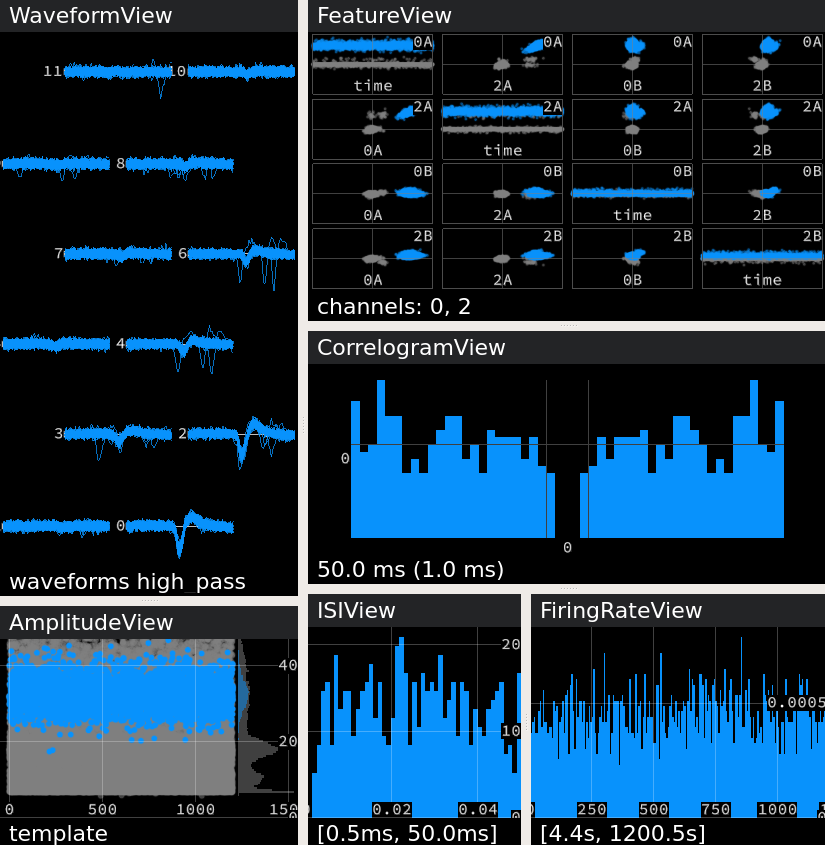 WaveformView
11 10
8
7 6
4
3 2
0
waveforms high_pass
AmplitudeView
40
20
0 500 1000 150
template
FeatureView
0A 0A 0A 0A
time 2A 0B 2B
2A 2A 2A 2A
0A time 0B 2B
0B 0B 0B 0B
0A 2A time 2B
2B 2B 2B 2B
0A 2A 0B time
channels: 0, 2
CorrelogramView
0
0
50.0 ms (1.0 ms)
ISIView
20
10
0.02 0.04
[0.5ms, 50.0ms]
FiringRateView
0.0005
250 500 750 1000
[4.4s, 1200.5s]